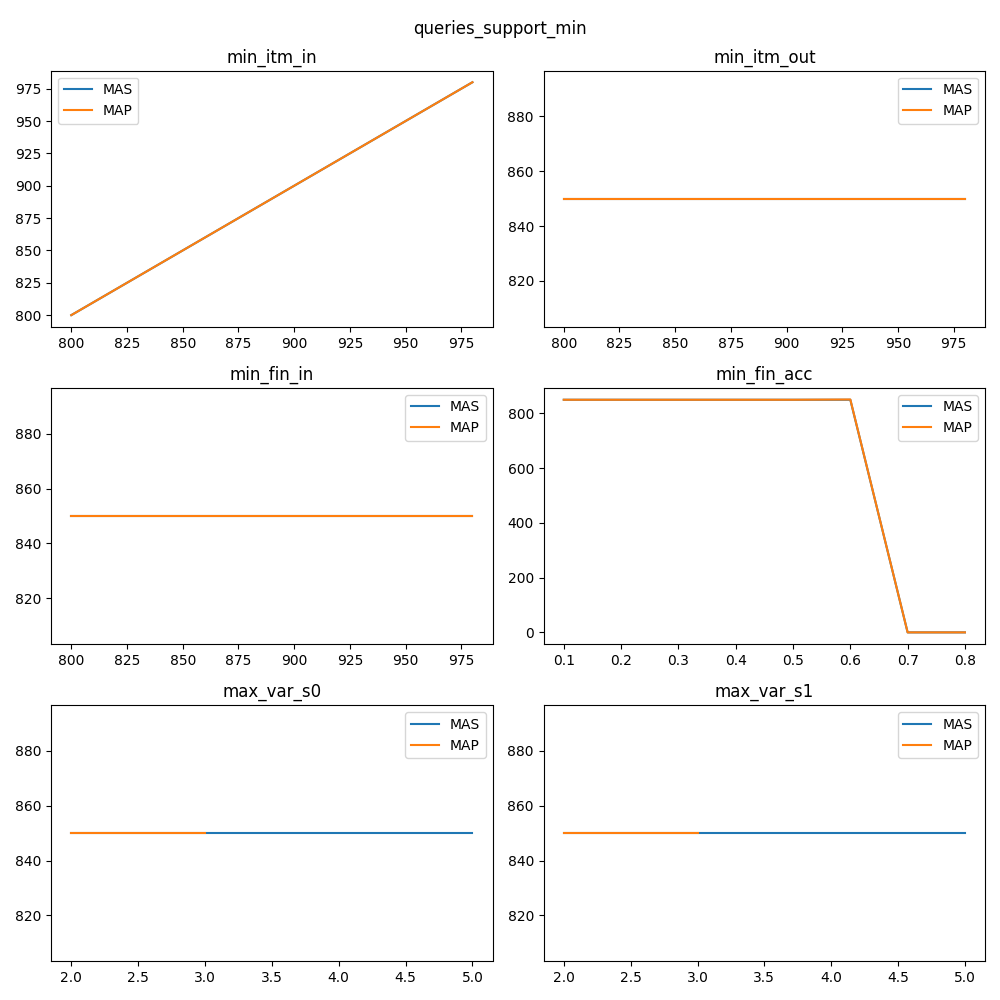 queries_support_min
min_itm_in
MAS
MAP
975
950
925
900
875
850
825
800
800 825 850 875 900 925 950 975
min_itm_out
MAS
MAP
880
860
840
820
800 825 850 875 900 925 950 975
min_fin_in
MAS
MAP
880
860
840
820
800 825 850 875 900 925 950 975
min_fin_acc
MAS
MAP
800
600
400
200
0
0.1 0.2 0.3 0.4 0.5 0.6 0.7 0.8
max_var_s0
MAS
MAP
880
860
840
820
2.0 2.5 3.0 3.5 4.0 4.5 5.0
max_var_s1
MAS
MAP
880
860
840
820
2.0 2.5 3.0 3.5 4.0 4.5 5.0